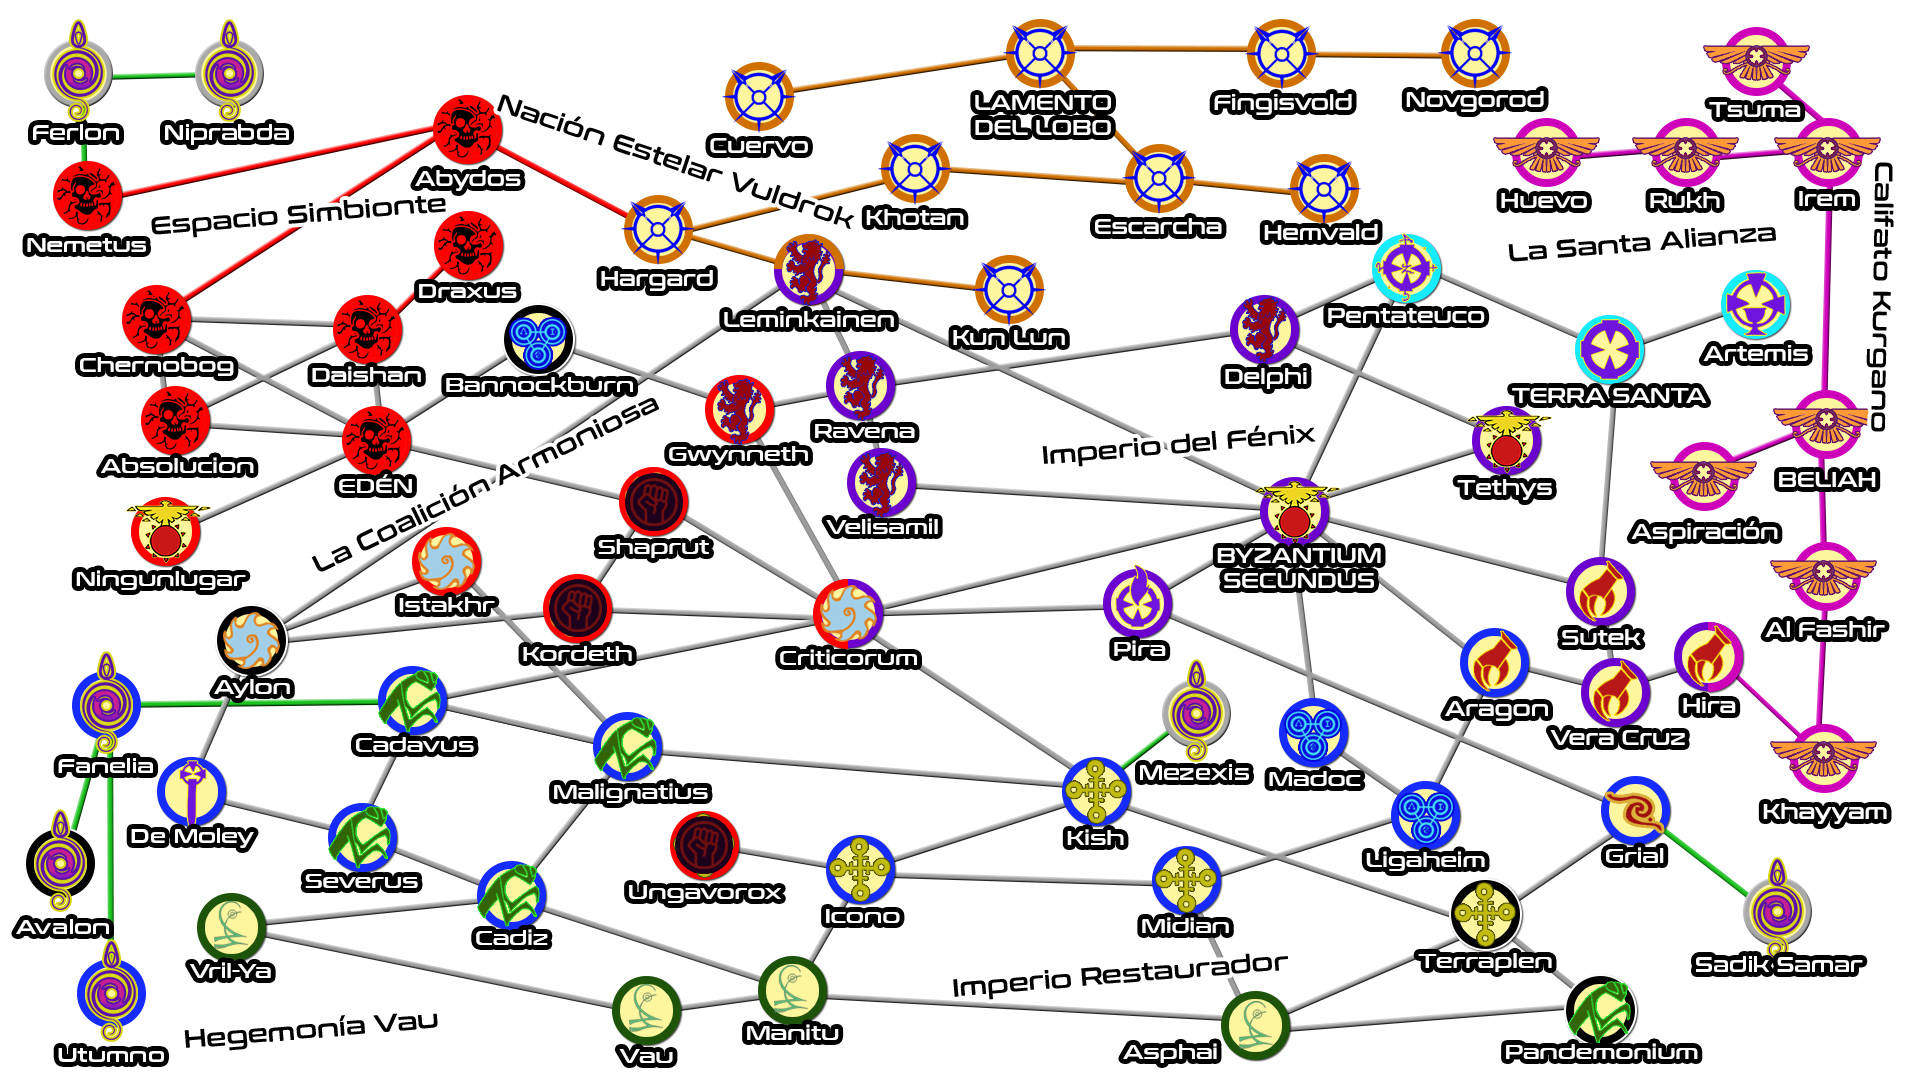 Ferlon
Niprabda
Nemetus
Abydos
Nación Estelar Vuldrok
Espacio Simbionte
Cuervo
LAMENTO
DEL LOBO
Fingisvold
Novgorod
Tsuma
Huevo
Rukh
Irem
Califato Kurgano
Khotan
Escarcha
Hemvald
La Santa Alianza
Draxus
Hargard
Leminkainen
Kun Lun
Pentateuco
Artemis
Chernobog
Daishan
Bannockburn
Delphi
TERRA SANTA
Absolucion
EDÉN
Gwynneth
Ravena
Imperio del Fénix
Tethys
BELIAH
La Coalición Armoniosa
Shaprut
Velisamil
BYZANTIUM
SECUNDUS
Aspiración
Ningunlugar
Istakhr
Kordeth
Criticorum
Pira
Sutek
Al Fashir
Aylon
Cadavus
Fanelia
Malignatius
Mezexis
Madoc
Aragon
Vera Cruz
Hira
Khayyam
De Moley
Severus
Kish
Ligaheim
Grial
Avalon
Ungavorox
Icono
Midian
Cadiz
Vril-Ya
Terraplen
Sadik Samar
Imperio Restaurador
Hegemonía Vau
Utumno
Vau
Manitu
Asphai
Pandemonium